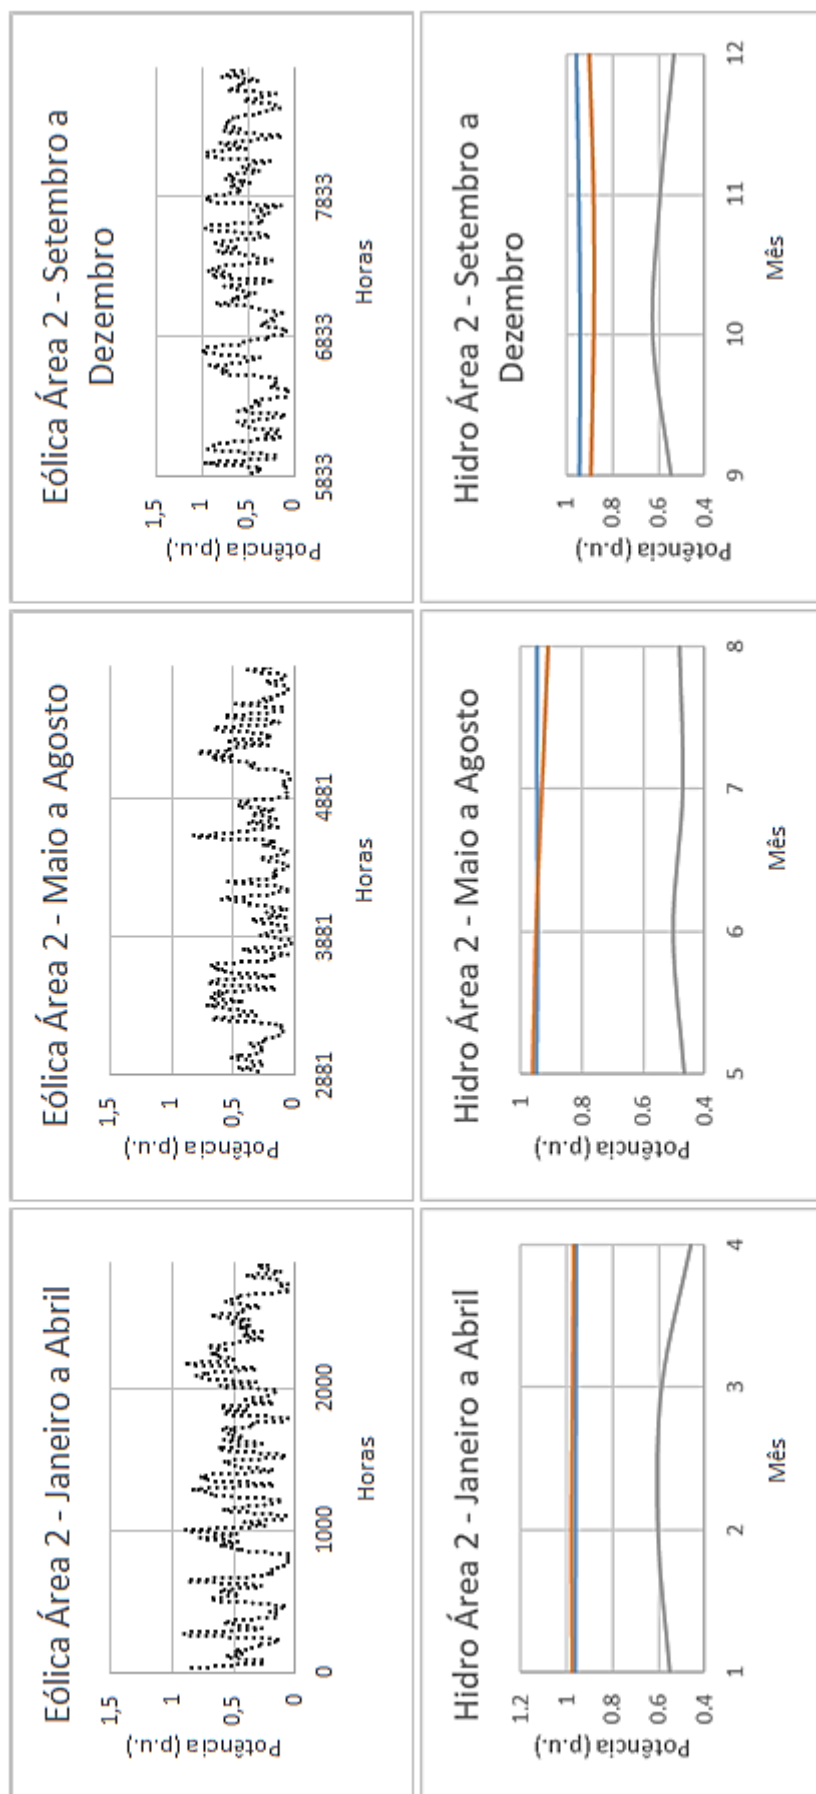 Eólica Área 2 - Janeiro a Abril
Potência (p.u.)
1,5
1
0,5
0
0
1000
2000
Horas
Eólica Área 2 - Maio a Agosto
Potência (p.u.)
1,5
1
0,5
0
2881
3881
4881
Horas
Eólica Área 2 - Setembro a
Dezembro
Potência (p.u.)
1,5
1
0,5
0
5833
6833
7833
Horas
Hidro Área 2 - Janeiro a Abril
Potência (p.u.)
1.2
1
0.8
0.6
0.4
1
2
3
4
Mês
Hidro Área 2 - Maio a Agosto
Potência (p.u.)
1
0.8
0.6
0.4
5
6
7
8
Mês
Hidro Área 2 - Setembro a
Dezembro
Potência (p.u.)
1
0.8
0.6
0.4
9
10
11
12
Mês